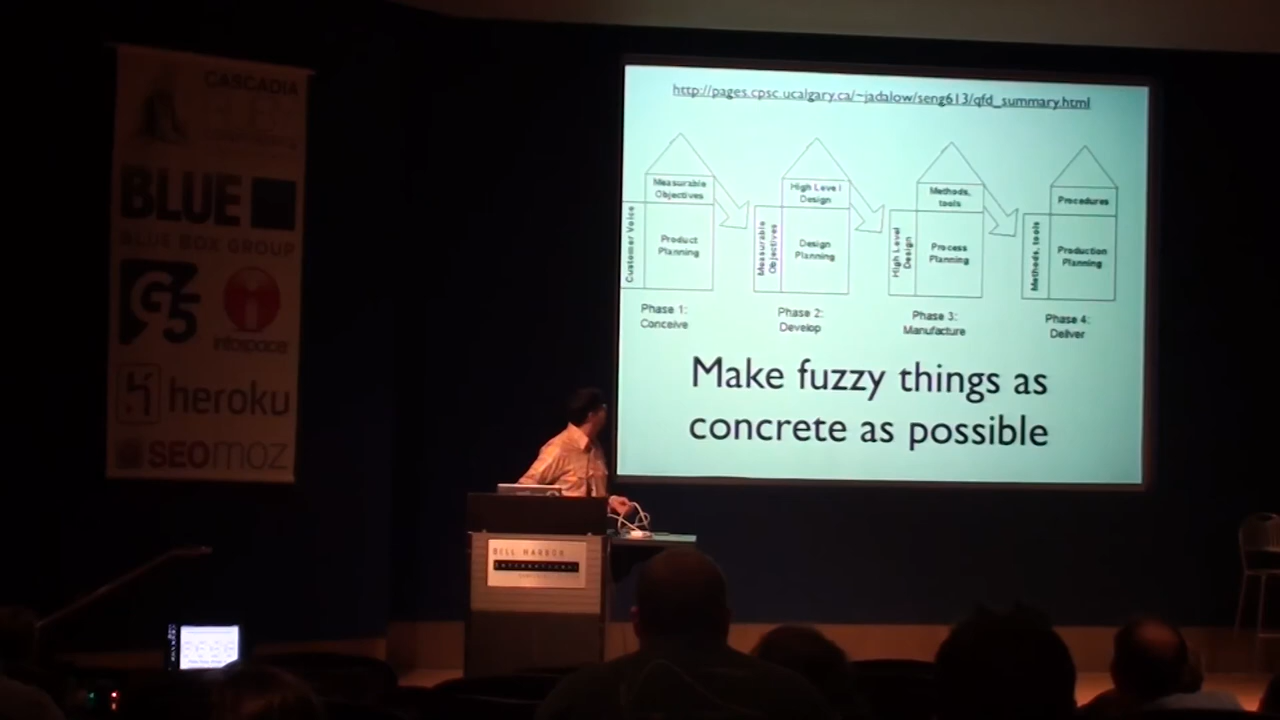 CASCADIA
BLUE
BLUE BOX GROUP
G5
infospace
heroku
SEOmoz
http://pages.cpsc.ucalgary.ca/~jadalow/seng613/qfd_summary.html
Measurable
Objectives
Customer Voice
Product
Planning
Phase 1:
Conceive
High Level
Design
Measurable
Objectives
Design
Planning
Phase 2:
Develop
Methods,
tools
High Level
Design
Process
Planning
Phase 3:
Manufacture
Procedures
Methods, tools
Production
Planning
Phase 4:
Deliver
Make fuzzy things as
concrete as possible
BELL HARBOR
INTERNATIONAL